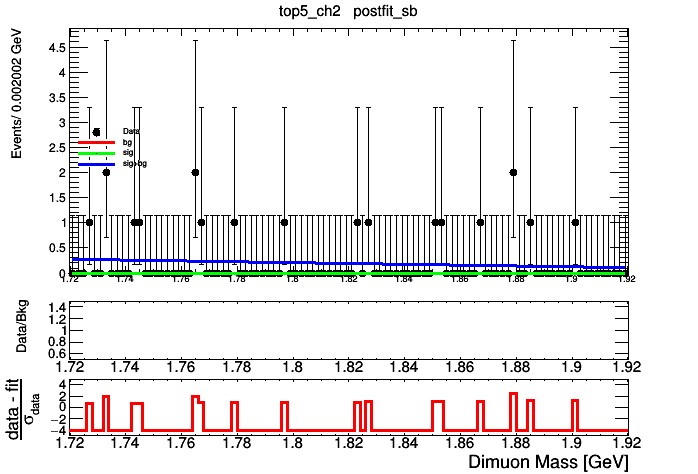 top5_ch2 postfit_sb
Events/ 0.002002 GeV
4.5
4
3.5
3
2.5
2
1.5
1
0.5
0
Data
bg
sig
sig+bg
1.72 1.74 1.76 1.78 1.8 1.82 1.84 1.86 1.88 1.9 1.92
Data/Bkg
1.4
1.2
1
0.8
0.6
1.72 1.74 1.76 1.78 1.8 1.82 1.84 1.86 1.88 1.9 1.92
data - fit
σdata
4
2
0
−2
−4
1.72 1.74 1.76 1.78 1.8 1.82 1.84 1.86 1.88 1.9 1.92
Dimuon Mass [GeV]